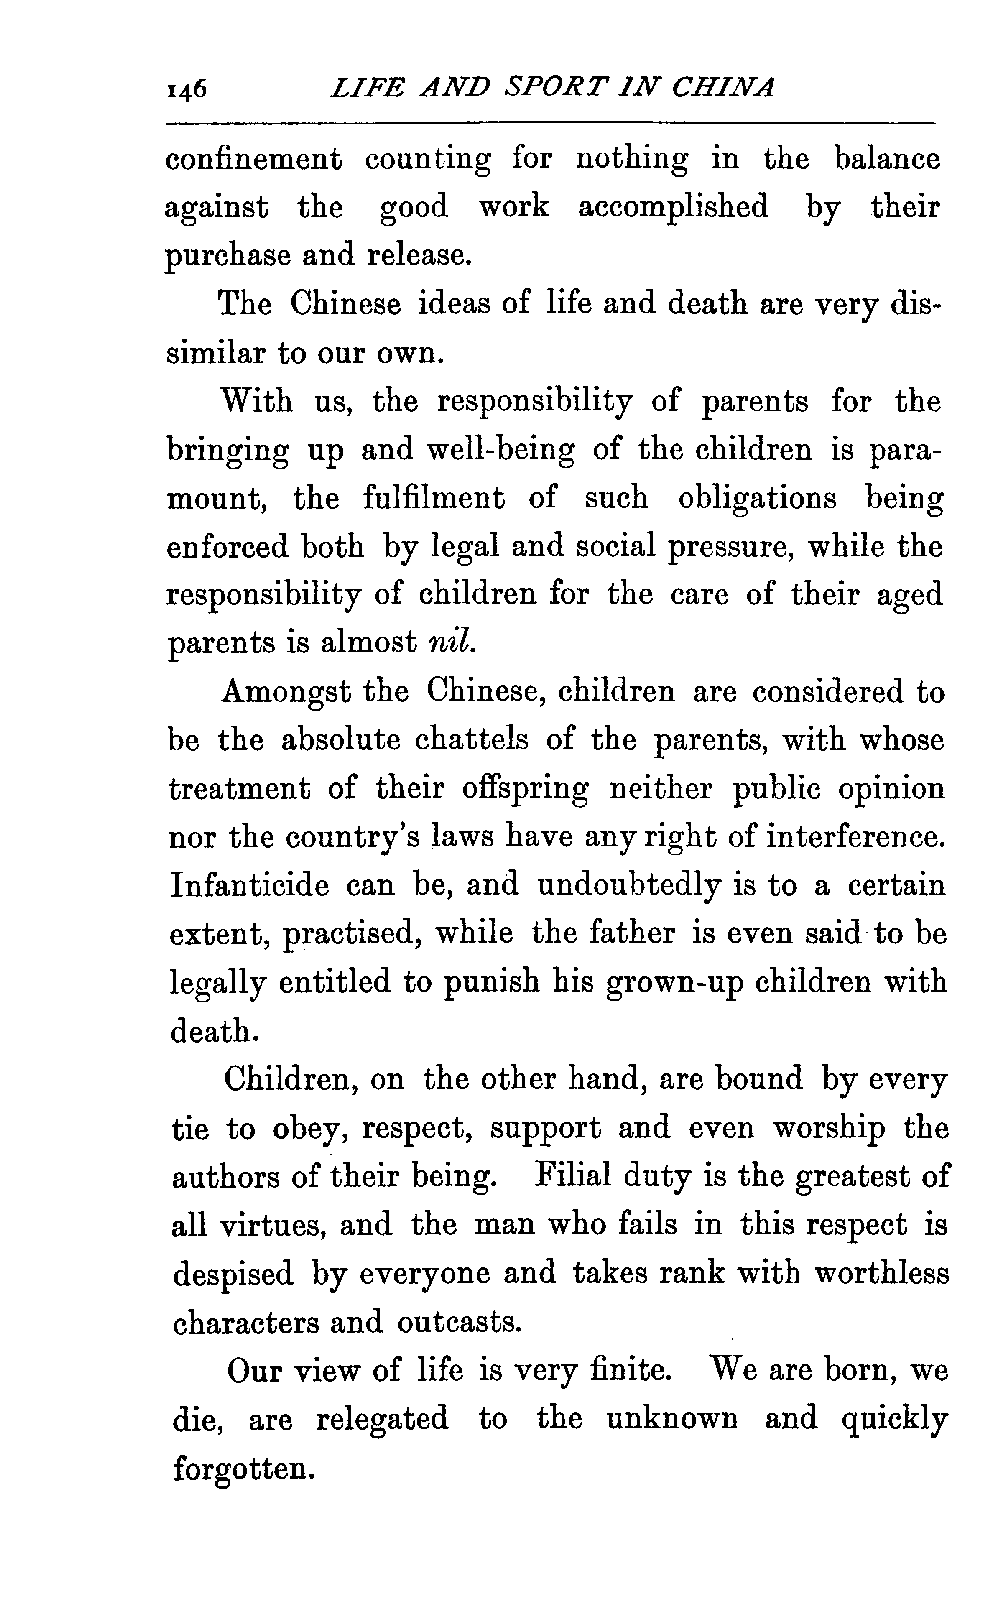 146 LIFE AND SPORT IN CHINA
confinement counting for nothing in the balance
against the good work accomplished by their
purchase and release.
The Chinese ideas of life and death are very dis-
similar to our own.
With us, the responsibility of parents for the
bringing up and well-being of the children is para-
mount, the fulfilment of such obligations being
enforced both by legal and social pressure, while the
responsibility of children for the care of their aged
parents is almost nil.
Amongst the Chinese, children are considered to
be the absolute chattels of the parents, with whose
treatment of their offspring neither public opinion
nor the country's laws have any right of interference.
Infanticide can be, and undoubtedly is to a certain
extent, practised, while the father is even said to be
legally entitled to punish his grown-up children with
death.
Children, on the other hand, are bound by every
tie to obey, respect, support and even worship the
authors of their being. Filial duty is the greatest of
all virtues, and the man who fails in this respect is
despised by everyone and takes rank with worthless
characters and outcasts.
Our view of life is very finite. We are born, we
die, are relegated to the unknown and quickly
forgotten.